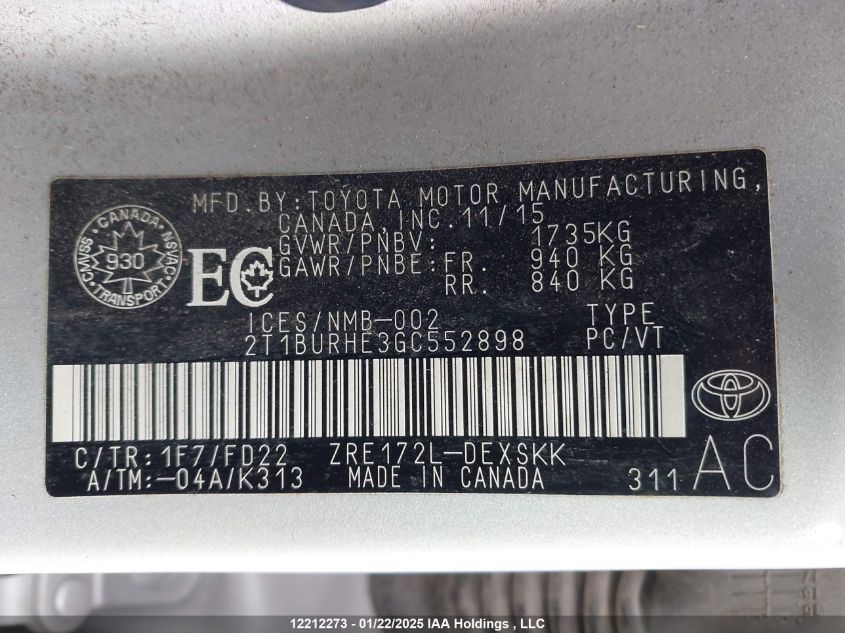 MFD. BY: TOYOTA MOTOR MANUFACTURING,
CANADA, INC. 11/15
GVWR/PNBV: 1735KG
GAWR/PNBE: FR. 940 KG
RR. 840 KG
CANADA
CMVSS 930 NSVAC
TRANSPORT
EC
ICES/NMB-002 TYPE
2T1BURHE3GC552898 PC/VT
C/TR: 1F7/FD22 ZRE172L-DEXSKK
A/TM:-04A/K313 MADE IN CANADA 311 AC
12212273 - 01/22/2025 IAA Holdings , LLC